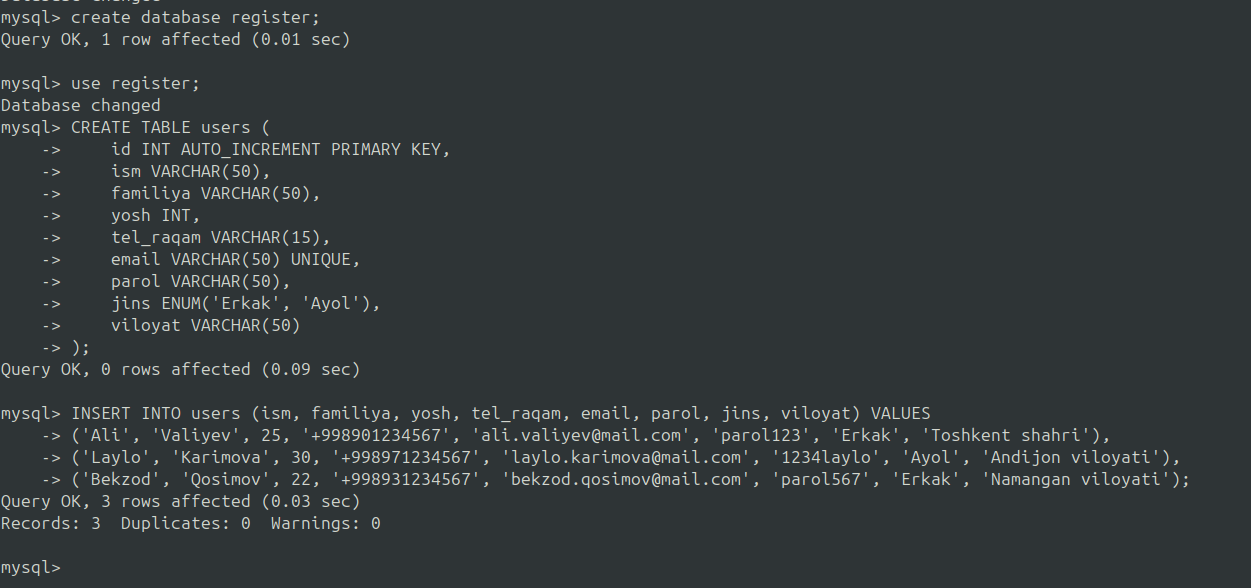 mysql> create database register;
Query OK, 1 row affected (0.01 sec)

mysql> use register;
Database changed
mysql> CREATE TABLE users (
    ->     id INT AUTO_INCREMENT PRIMARY KEY,
    ->     ism VARCHAR(50),
    ->     familiya VARCHAR(50),
    ->     yosh INT,
    ->     tel_raqam VARCHAR(15),
    ->     email VARCHAR(50) UNIQUE,
    ->     parol VARCHAR(50),
    ->     jins ENUM('Erkak', 'Ayol'),
    ->     viloyat VARCHAR(50)
    -> );
Query OK, 0 rows affected (0.09 sec)

mysql> INSERT INTO users (ism, familiya, yosh, tel_raqam, email, parol, jins, viloyat) VALUES
    -> ('Ali', 'Valiyev', 25, '+998901234567', 'ali.valiyev@mail.com', 'parol123', 'Erkak', 'Toshkent shahri'),
    -> ('Laylo', 'Karimova', 30, '+998971234567', 'laylo.karimova@mail.com', '1234laylo', 'Ayol', 'Andijon viloyati'),
    -> ('Bekzod', 'Qosimov', 22, '+998931234567', 'bekzod.qosimov@mail.com', 'parol567', 'Erkak', 'Namangan viloyati');
Query OK, 3 rows affected (0.03 sec)
Records: 3  Duplicates: 0  Warnings: 0

mysql>